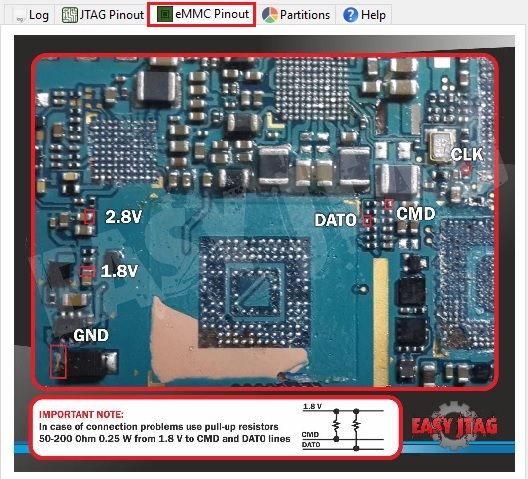 Log JTAG Pinout eMMC Pinout Partitions Help
CLK
DATO CMD
2.8V
1.8V
GND
IMPORTANT NOTE:
In case of connection problems use pull-up resistors
50-200 Ohm 0.25 W from 1.8 V to CMD and DAT0 lines
1.8 V
CMD
DATO
EASY JTAG